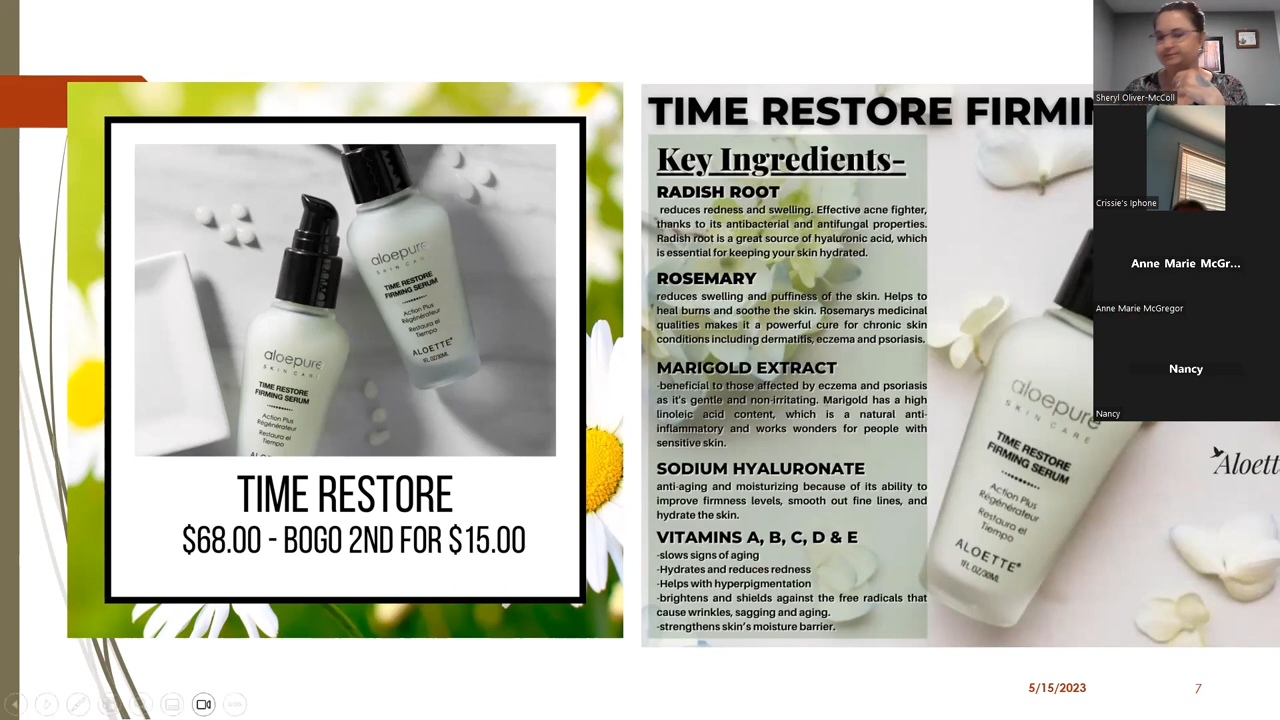 aloepure
SKIN CARE
TIME RESTORE
FIRMING SERUM
Action Plus
Régénérateur
Restaura el
Tiempo
ALOETTE
1FL OZ/30ML
aloepure
SKIN CARE
TIME RESTORE
FIRMING SERUM
Action Plus
Régénérateur
Restaura el
Tiempo
TIME RESTORE
$68.00 - BOGO 2ND FOR $15.00
TIME RESTORE FIRMIN
Key Ingredients-
RADISH ROOT
reduces redness and swelling. Effective acne fighter,
thanks to its antibacterial and antifungal properties.
Radish root is a great source of hyaluronic acid, which
is essential for keeping your skin hydrated.
ROSEMARY
reduces swelling and puffiness of the skin. Helps to
heal burns and soothe the skin. Rosemarys medicinal
qualities makes it a powerful cure for chronic skin
conditions including dermatitis, eczema and psoriasis.
MARIGOLD EXTRACT
-beneficial to those affected by eczema and psoriasis
as it's gentle and non-irritating. Marigold has a high
linoleic acid content, which is a natural anti-
inflammatory and works wonders for people with
sensitive skin.
SODIUM HYALURONATE
anti-aging and moisturizing because of its ability to
improve firmness levels, smooth out fine lines, and
hydrate the skin.
VITAMINS A, B, C, D & E
-slows signs of aging
-Hydrates and reduces redness
-Helps with hyperpigmentation
-brightens and shields against the free radicals that
cause wrinkles, sagging and aging.
-strengthens skin's moisture barrier.
aloepure
SKIN CARE
TIME RESTORE
FIRMING SERUM
Action Plus
Régénérateur
Restaura el
Tiempo
ALOETTE
1FL OZ/30ML
Aloett
Sheryl Oliver-McColl
Crissie's Iphone
Anne Marie McGr...
Anne Marie McGregor
Nancy
Nancy
5/15/2023
7